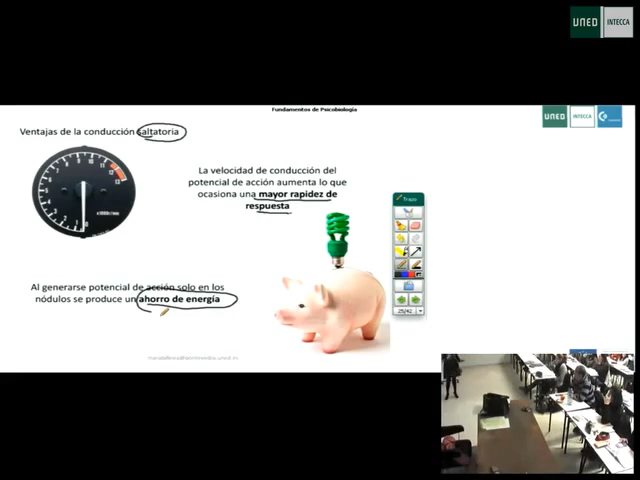 UNED INTECCA
Fundamentos de Psicobiología
UNED INTECCA
Ventajas de la conducción saltatoria
La velocidad de conducción del
potencial de acción aumenta lo que
ocasiona una mayor rapidez de
respuesta
Trazo
Al generarse potencial de acción solo en los
nódulos se produce un ahorro de energía
25/42